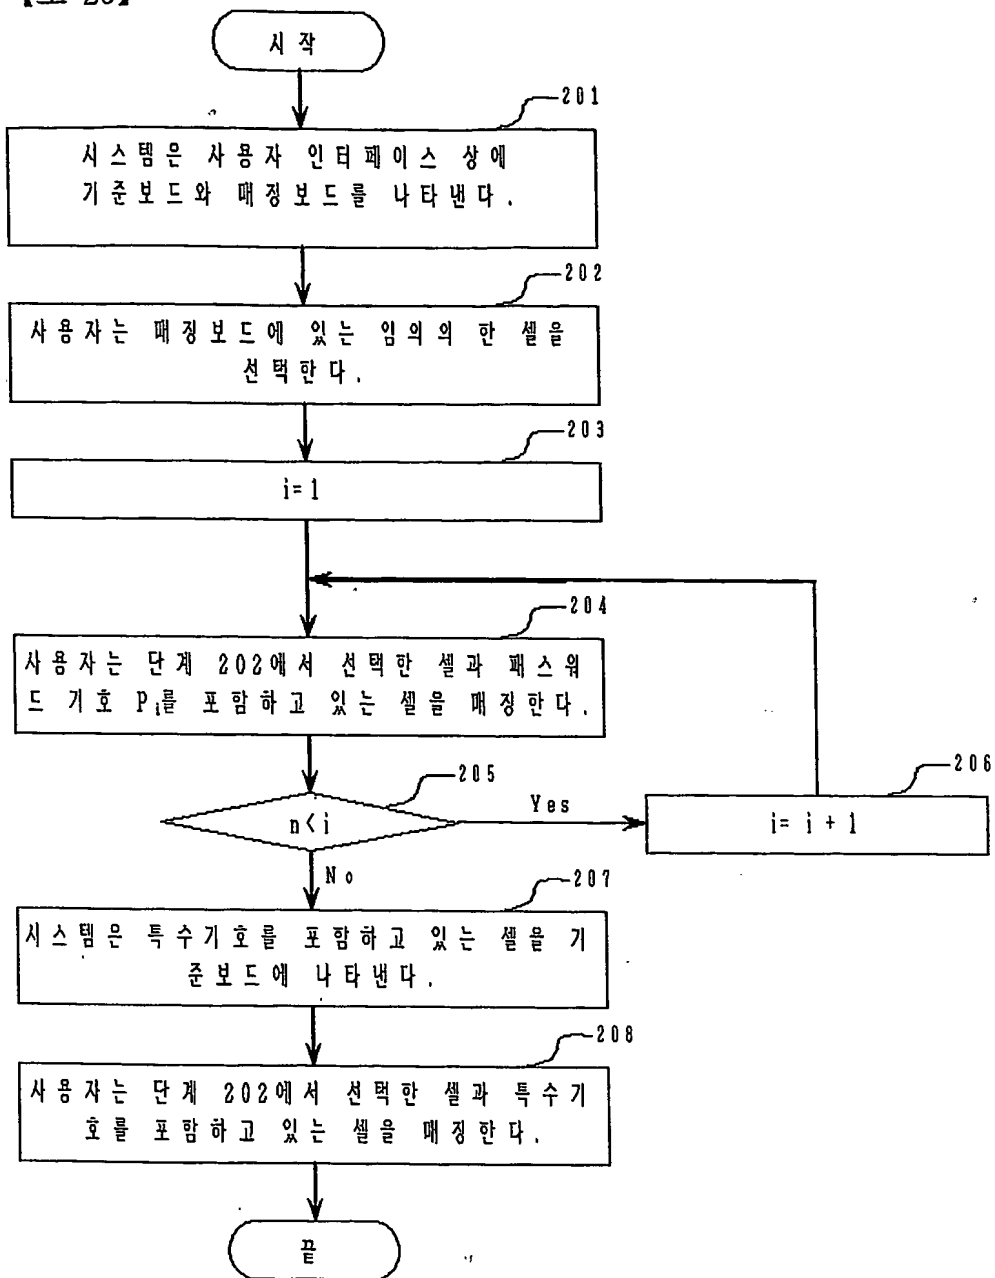 시 작
201
시스템은 사용자 인터페이스 상에
기준보드와 매징보드를 나타낸다.
202
사용자는 매징보드에 있는 임의의 한 셀을
선택한다.
203
i= 1
204
사용자는 단계 202에서 선택한 셀과 패스워
드 기호 Pi를 포함하고 있는 셀을 매징한다.
205
206
n< i
Yes
i= i + 1
No
207
시스템은 특수기호를 포함하고 있는 셀을 기
준보드에 나타낸다.
208
사용자는 단계 202에서 선택한 셀과 특수기
호를 포함하고 있는 셀을 매징한다.
끝